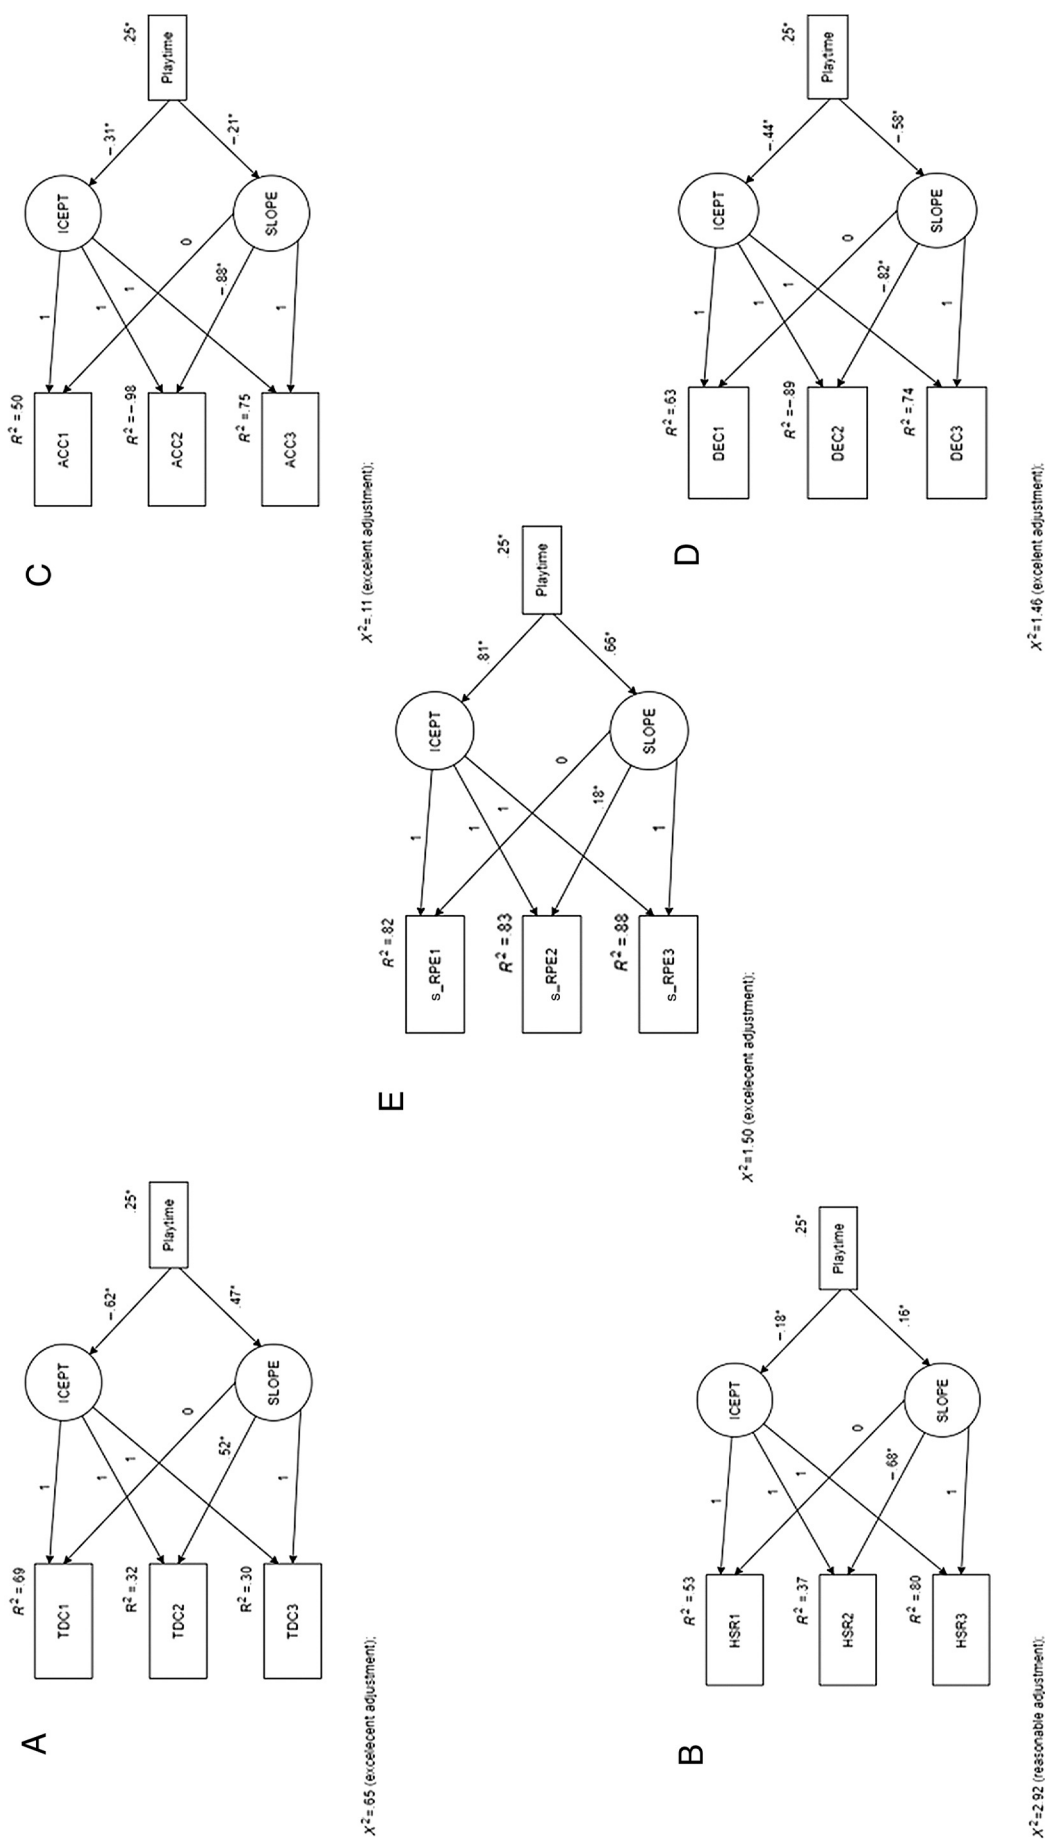 A
R² =.69
TDC1
R² =.32
TDC2
R² =.30
TDC3
1
1
1
0
52*
1
ICEPT
SLOPE
-.62*
.47*
.25*
Playtime
X²=.65 (excelecent adjustment);
B
R² =.53
HSR1
R² =.37
HSR2
R² =.80
HSR3
1
1
1
0
-.68*
1
ICEPT
SLOPE
-.18*
.16*
.25*
Playtime
X²=2.92 (reasonable adjustment);
C
R² =.50
ACC1
R² =-.98
ACC2
R² =.75
ACC3
1
1
1
0
-.88*
1
ICEPT
SLOPE
-.31*
-.21*
.25*
Playtime
X²=.11 (excelent adjustment);
D
R² =.63
DEC1
R² =-.89
DEC2
R² =.74
DEC3
1
1
1
0
-.82*
1
ICEPT
SLOPE
-.44*
-.58*
.25*
Playtime
X²=1.46 (excelent adjustment);
E
R² =.82
s_RPE1
R² =.83
s_RPE2
R² =.88
s_RPE3
1
1
1
0
.18*
1
ICEPT
SLOPE
.81*
.66*
.25*
Playtime
X²=1.50 (excelecent adjustment);